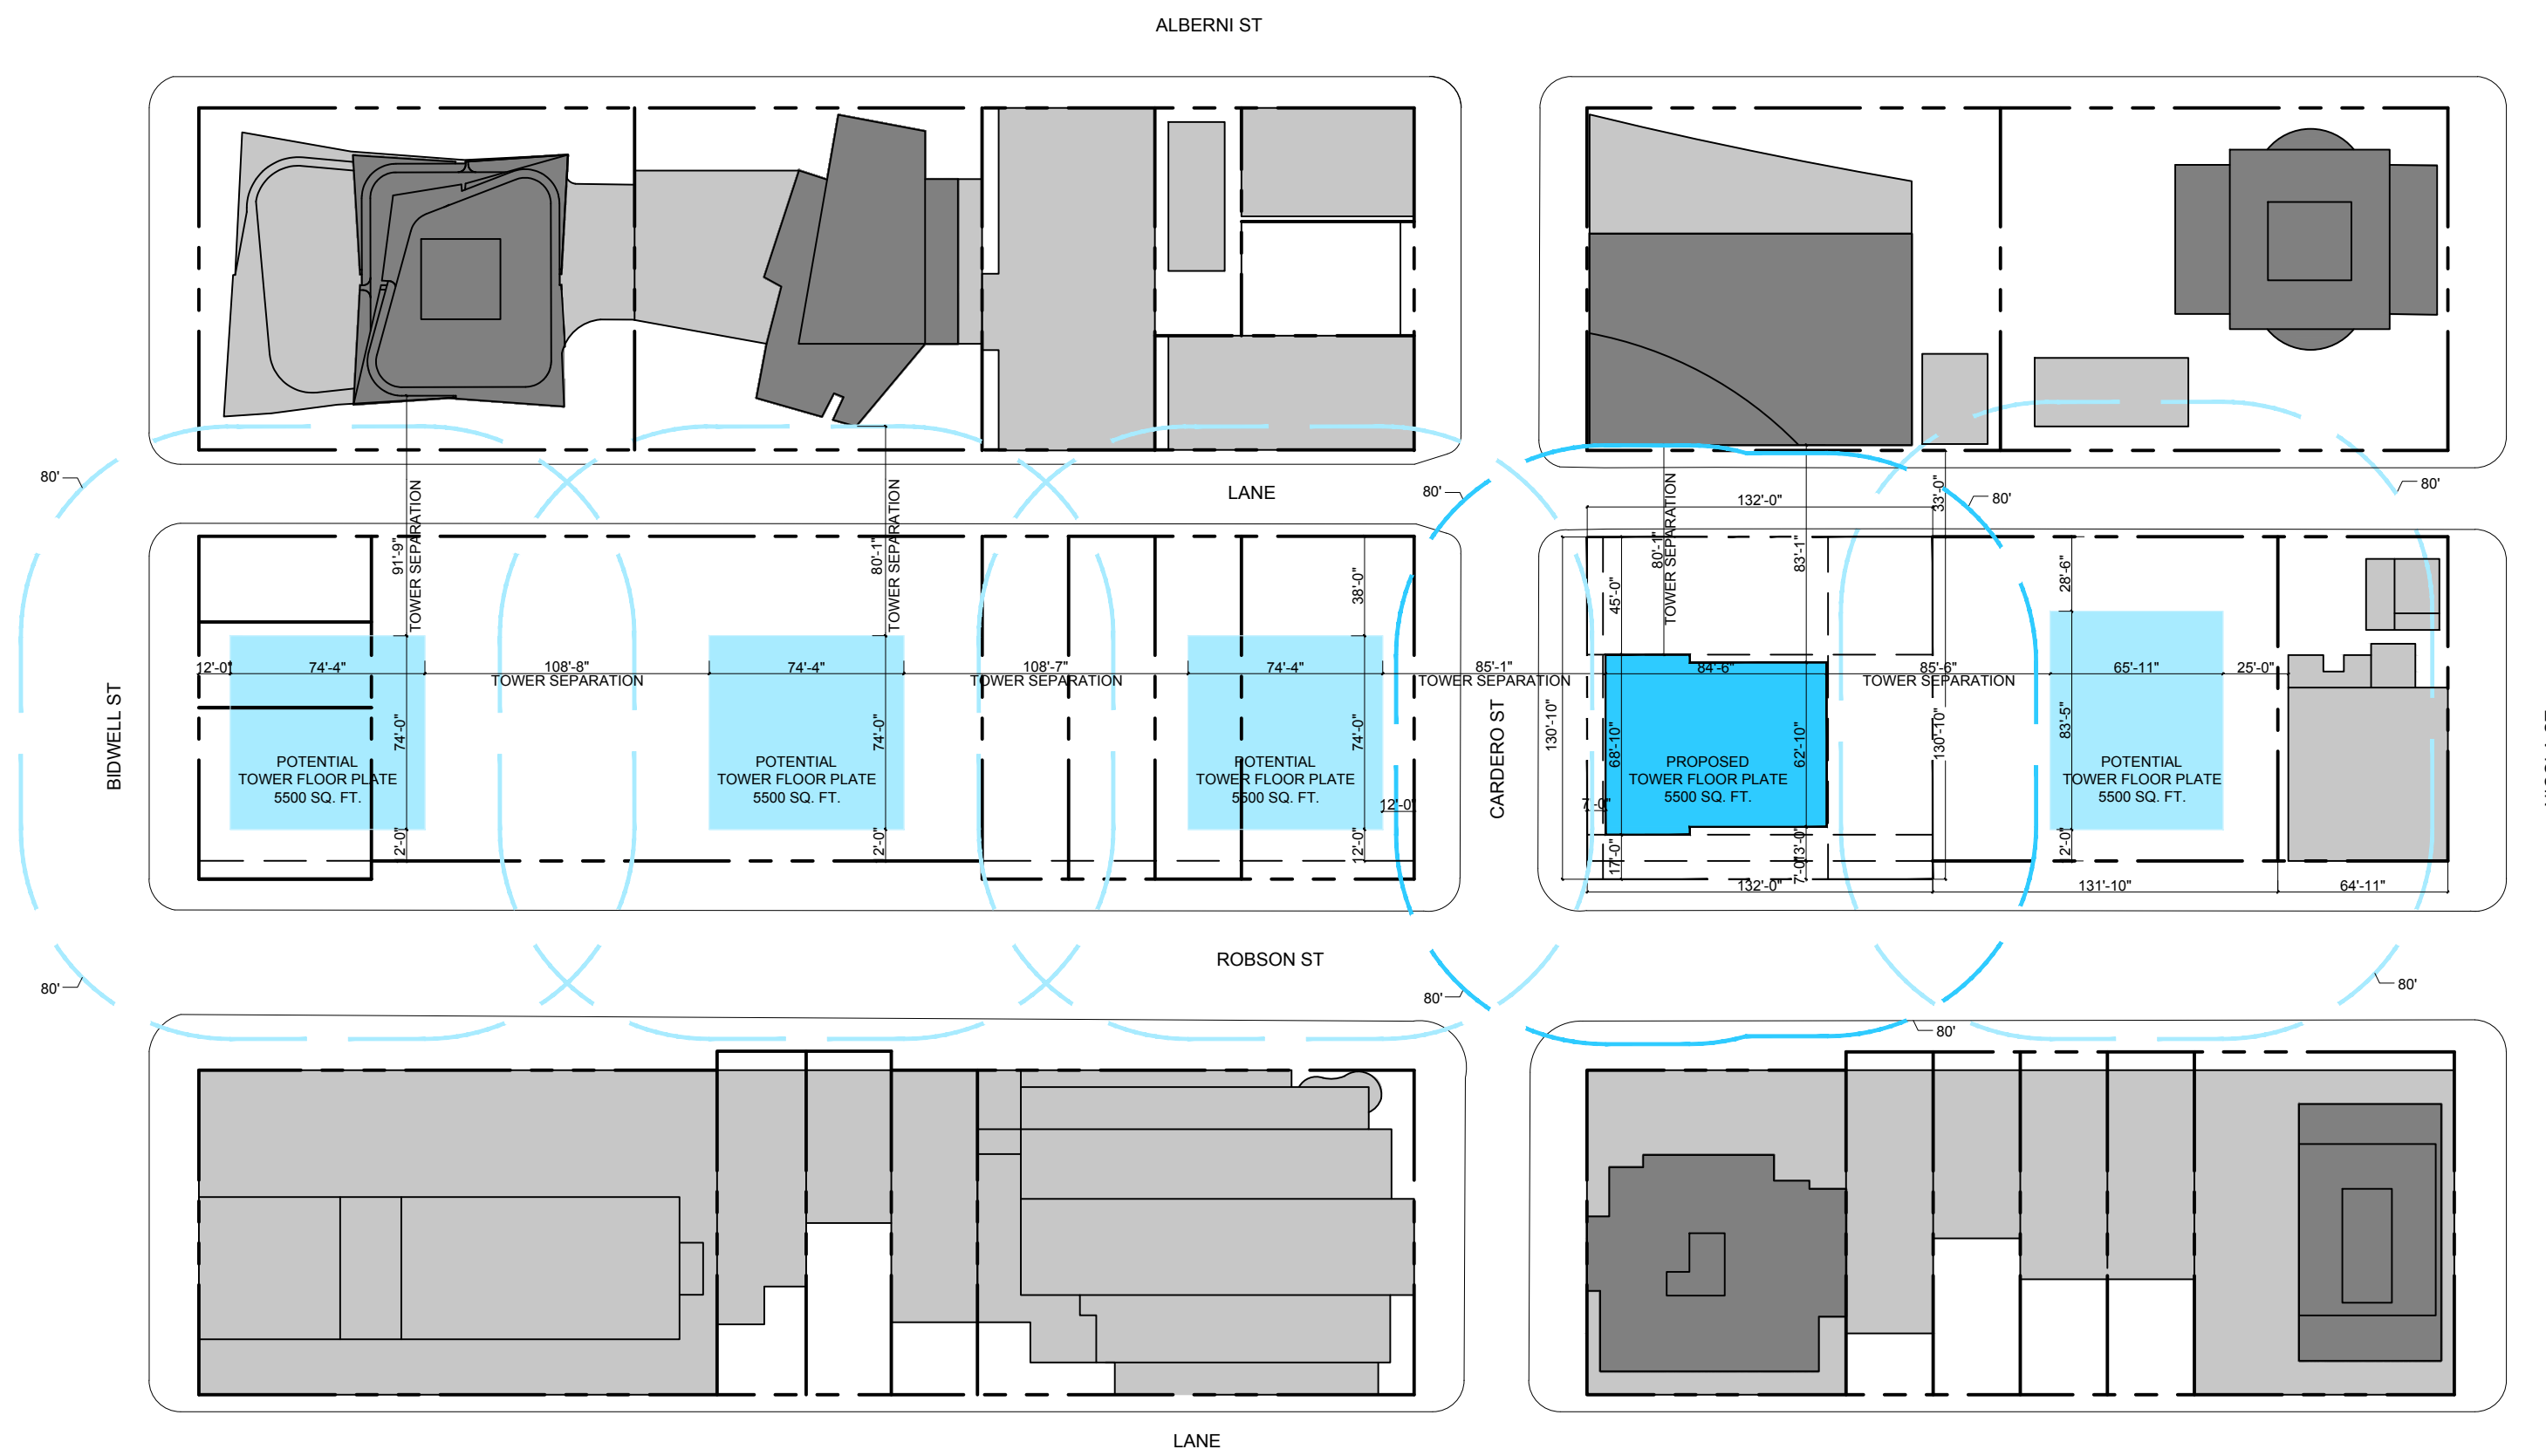 ALBERNI ST
80'
LANE
80'
80'
80'
132'-0"
33'-0"
91'-9"
TOWER SEPARATION
80'-1"
TOWER SEPARATION
38'-0"
80'-1"
TOWER SEPARATION
83'-1"
45'-0"
28'-6"
12'-0"
74'-4"
108'-8"
TOWER SEPARATION
74'-4"
108'-7"
TOWER SEPARATION
74'-4"
85'-1"
TOWER SEPARATION
84'-6"
85'-6"
TOWER SEPARATION
65'-11"
25'-0"
BIDWELL ST
74'-0"
74'-0"
74'-0"
CARDERO ST
130'-10"
68'-10"
62'-10"
130'-10"
83'-5"
POTENTIAL
TOWER FLOOR PLATE
5500 SQ. FT.
POTENTIAL
TOWER FLOOR PLATE
5500 SQ. FT.
POTENTIAL
TOWER FLOOR PLATE
5500 SQ. FT.
PROPOSED
TOWER FLOOR PLATE
5500 SQ. FT.
POTENTIAL
TOWER FLOOR PLATE
5500 SQ. FT.
12'-0"
7'-0"
2'-0"
12'-0"
12'-0"
17'-0"
13'-0"
7'-0"
2'-0"
132'-0"
131'-10"
64'-11"
ROBSON ST
80'
80'
80'
80'
LANE